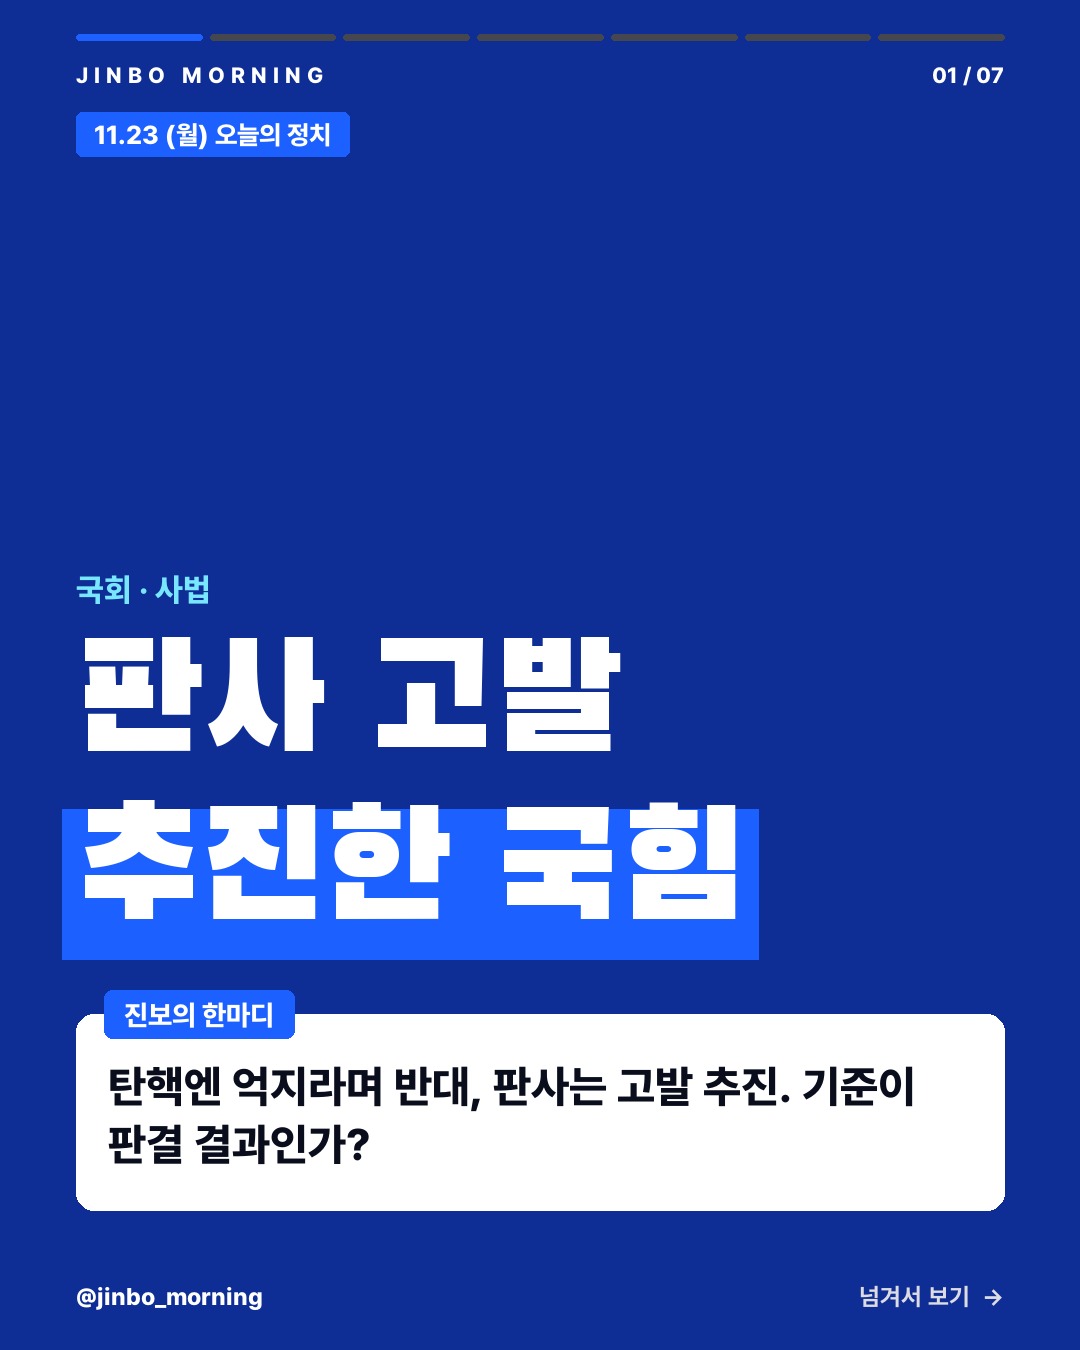 JINBO MORNING
01 / 07
11.23 (월) 오늘의 정치
국회 · 사법
판사 고발
추진한 국힘
진보의 한마디
탄핵엔 억지라며 반대, 판사는 고발 추진. 기준이
판결 결과인가?
@jinbo_morning
넘겨서 보기 →